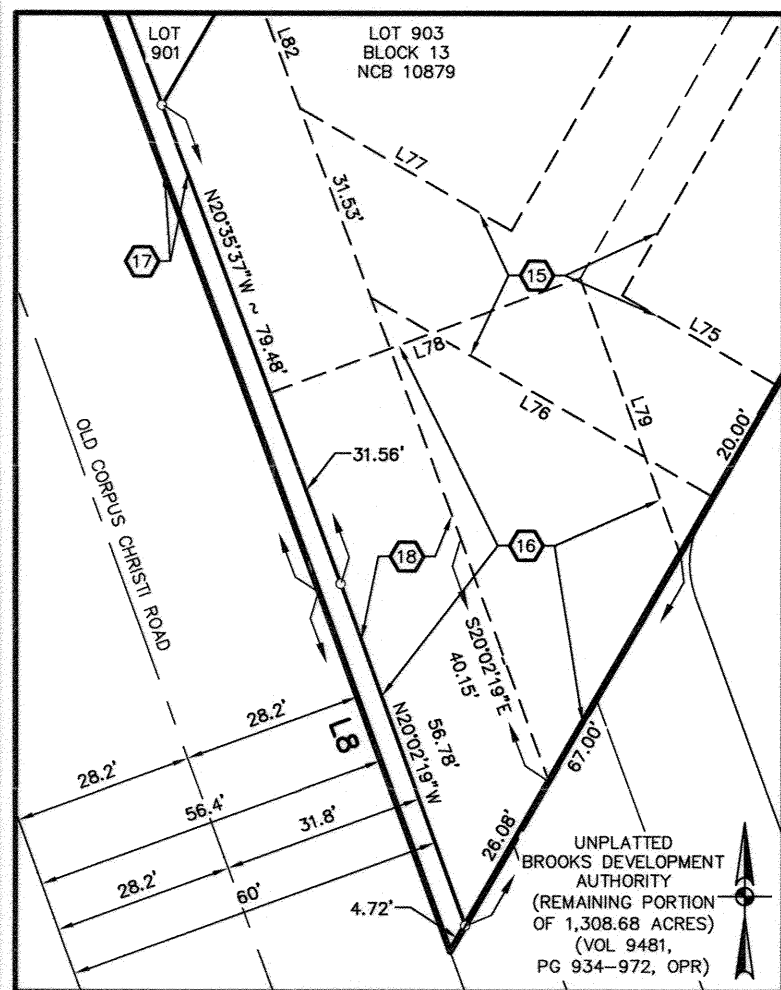 LOT
901
LOT 903
BLOCK 13
NCB 10879
L82
L77
31.53'
N20°35'37"W ~ 79.48'
17
15
L78
L75
L76
L79
20.00'
OLD CORPUS CHRISTI ROAD
31.56'
18
16
S20°02'19"E
40.15'
28.2'
28.2'
L8
56.78'
N20°02'19"W
67.00'
56.4'
31.8'
28.2'
60'
26.08'
4.72'
UNPLATTED
BROOKS DEVELOPMENT
AUTHORITY
(REMAINING PORTION
OF 1,308.68 ACRES)
(VOL 9481,
PG 934-972, OPR)